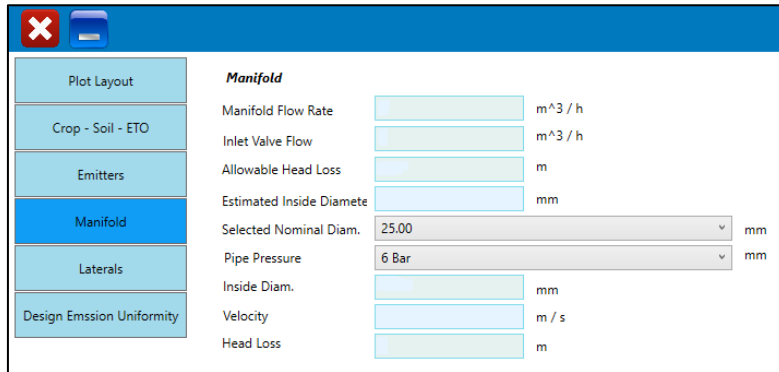 Plot Layout
Crop - Soil - ETO
Emitters
Manifold
Laterals
Design Emssion Uniformity
Manifold
Manifold Flow Rate m^3 / h
Inlet Valve Flow m^3 / h
Allowable Head Loss m
Estimated Inside Diamete mm
Selected Nominal Diam. 25.00 mm
Pipe Pressure 6 Bar mm
Inside Diam. mm
Velocity m / s
Head Loss m